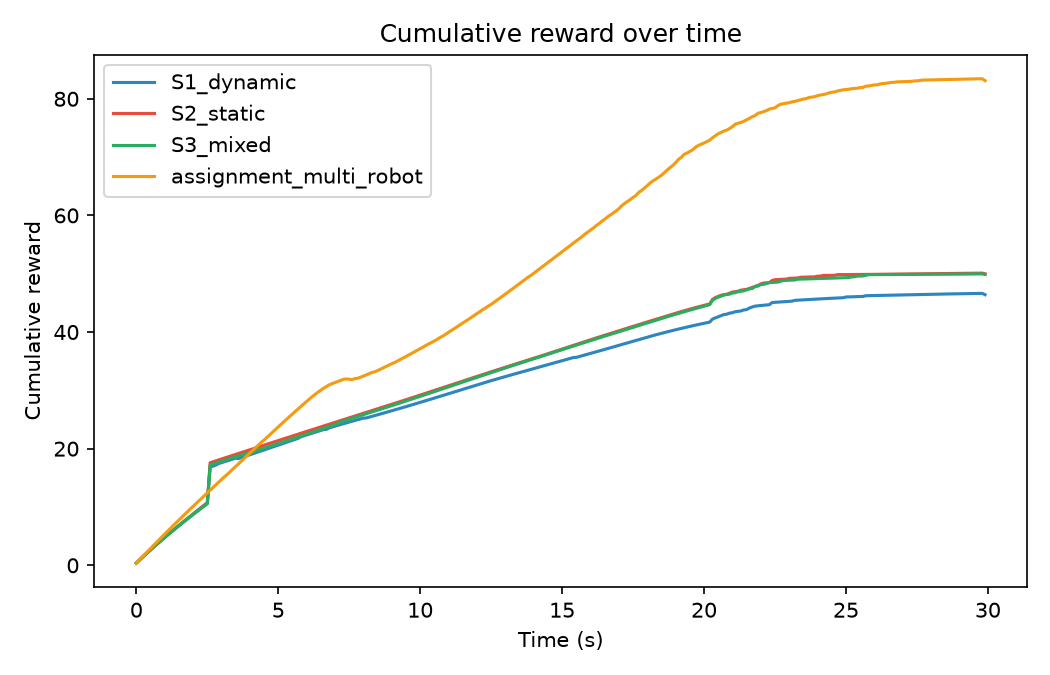 Cumulative reward over time
S1_dynamic
S2_static
S3_mixed
assignment_multi_robot
Cumulative reward
80
60
40
20
0
0 5 10 15 20 25 30
Time (s)